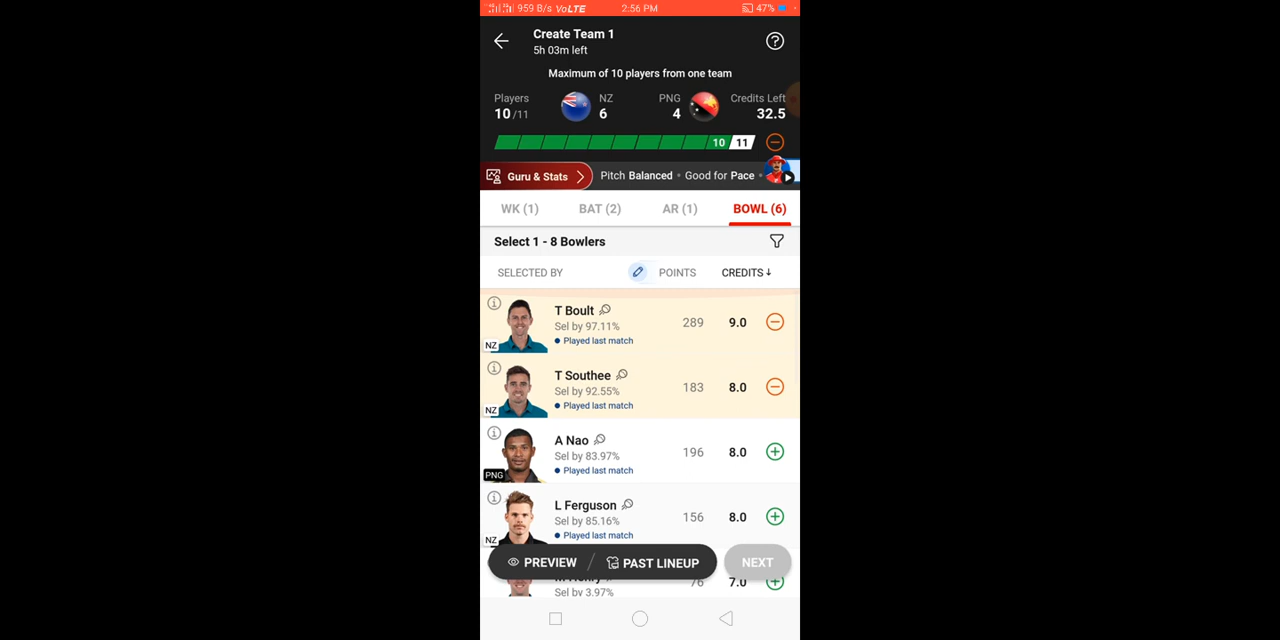 959 B/s VoLTE 2:56 PM 47%
Create Team 1
5h 03m left
Maximum of 10 players from one team
Players NZ PNG Credits Left
10/11 6 4 32.5
10 11
Guru & Stats Pitch Balanced • Good for Pace •
WK (1) BAT (2) AR (1) BOWL (6)
Select 1 - 8 Bowlers
SELECTED BY POINTS CREDITS↓
T Boult
Sel by 97.11% 289 9.0
Played last match
NZ
T Southee
Sel by 92.55% 183 8.0
Played last match
NZ
A Nao
Sel by 83.97% 196 8.0
Played last match
PNG
L Ferguson
Sel by 85.16% 156 8.0
Played last match
NZ
PREVIEW / PAST LINEUP NEXT
76 7.0
Sel by 3.97%